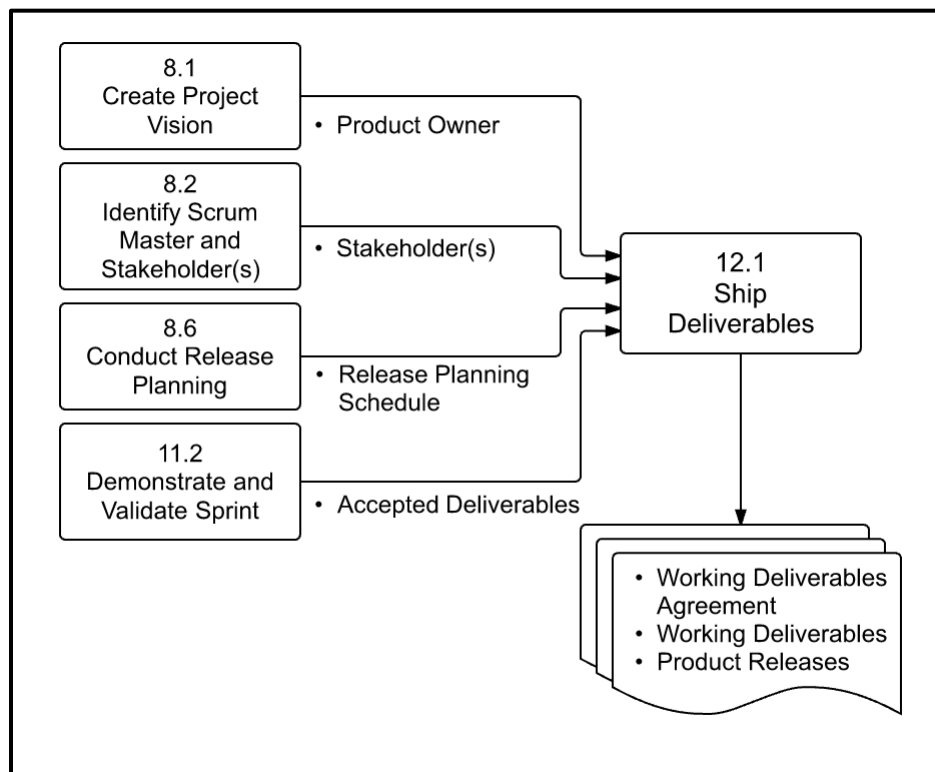 8.1
Create Project
Vision
• Product Owner
8.2
Identify Scrum
Master and
Stakeholder(s)
• Stakeholder(s)
8.6
Conduct Release
Planning
• Release Planning
Schedule
11.2
Demonstrate and
Validate Sprint
• Accepted Deliverables
12.1
Ship
Deliverables
• Working Deliverables
Agreement
• Working Deliverables
• Product Releases